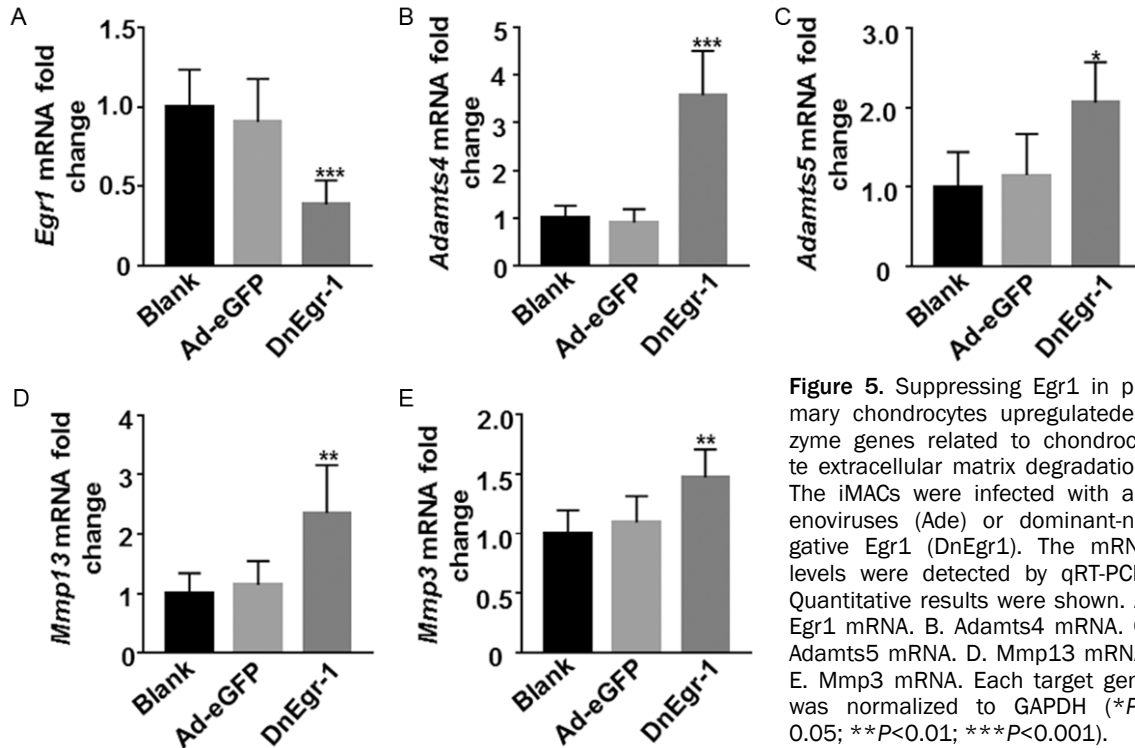 A
Egr1 mRNA fold
change
1.5
1.0
0.5
0
Blank
Ad-eGFP
DnEgr-1
***
B
Adamts4 mRNA fold
change
5
4
3
2
1
0
Blank
Ad-eGFP
DnEgr-1
***
C
Adamts5 mRNA fold
change
3.0
2.0
1.0
0
Blank
Ad-eGFP
DnEgr-1
*
D
Mmp13 mRNA fold
change
4
3
2
1
0
Blank
Ad-eGFP
DnEgr-1
**
E
Mmp3 mRNA fold
change
2.0
1.5
1.0
0.5
0
Blank
Ad-eGFP
DnEgr-1
**
Figure 5. Suppressing Egr1 in p
mary chondrocytes upregulatede
zyme genes related to chondroc
te extracellular matrix degradation
The iMACs were infected with a
enoviruses (Ade) or dominant-n
gative Egr1 (DnEgr1). The mRN
levels were detected by qRT-PC
Quantitative results were shown.
Egr1 mRNA. B. Adamts4 mRNA.
Adamts5 mRNA. D. Mmp13 mRNA
E. Mmp3 mRNA. Each target gen
was normalized to GAPDH (*P
0.05; **P<0.01; ***P<0.001).